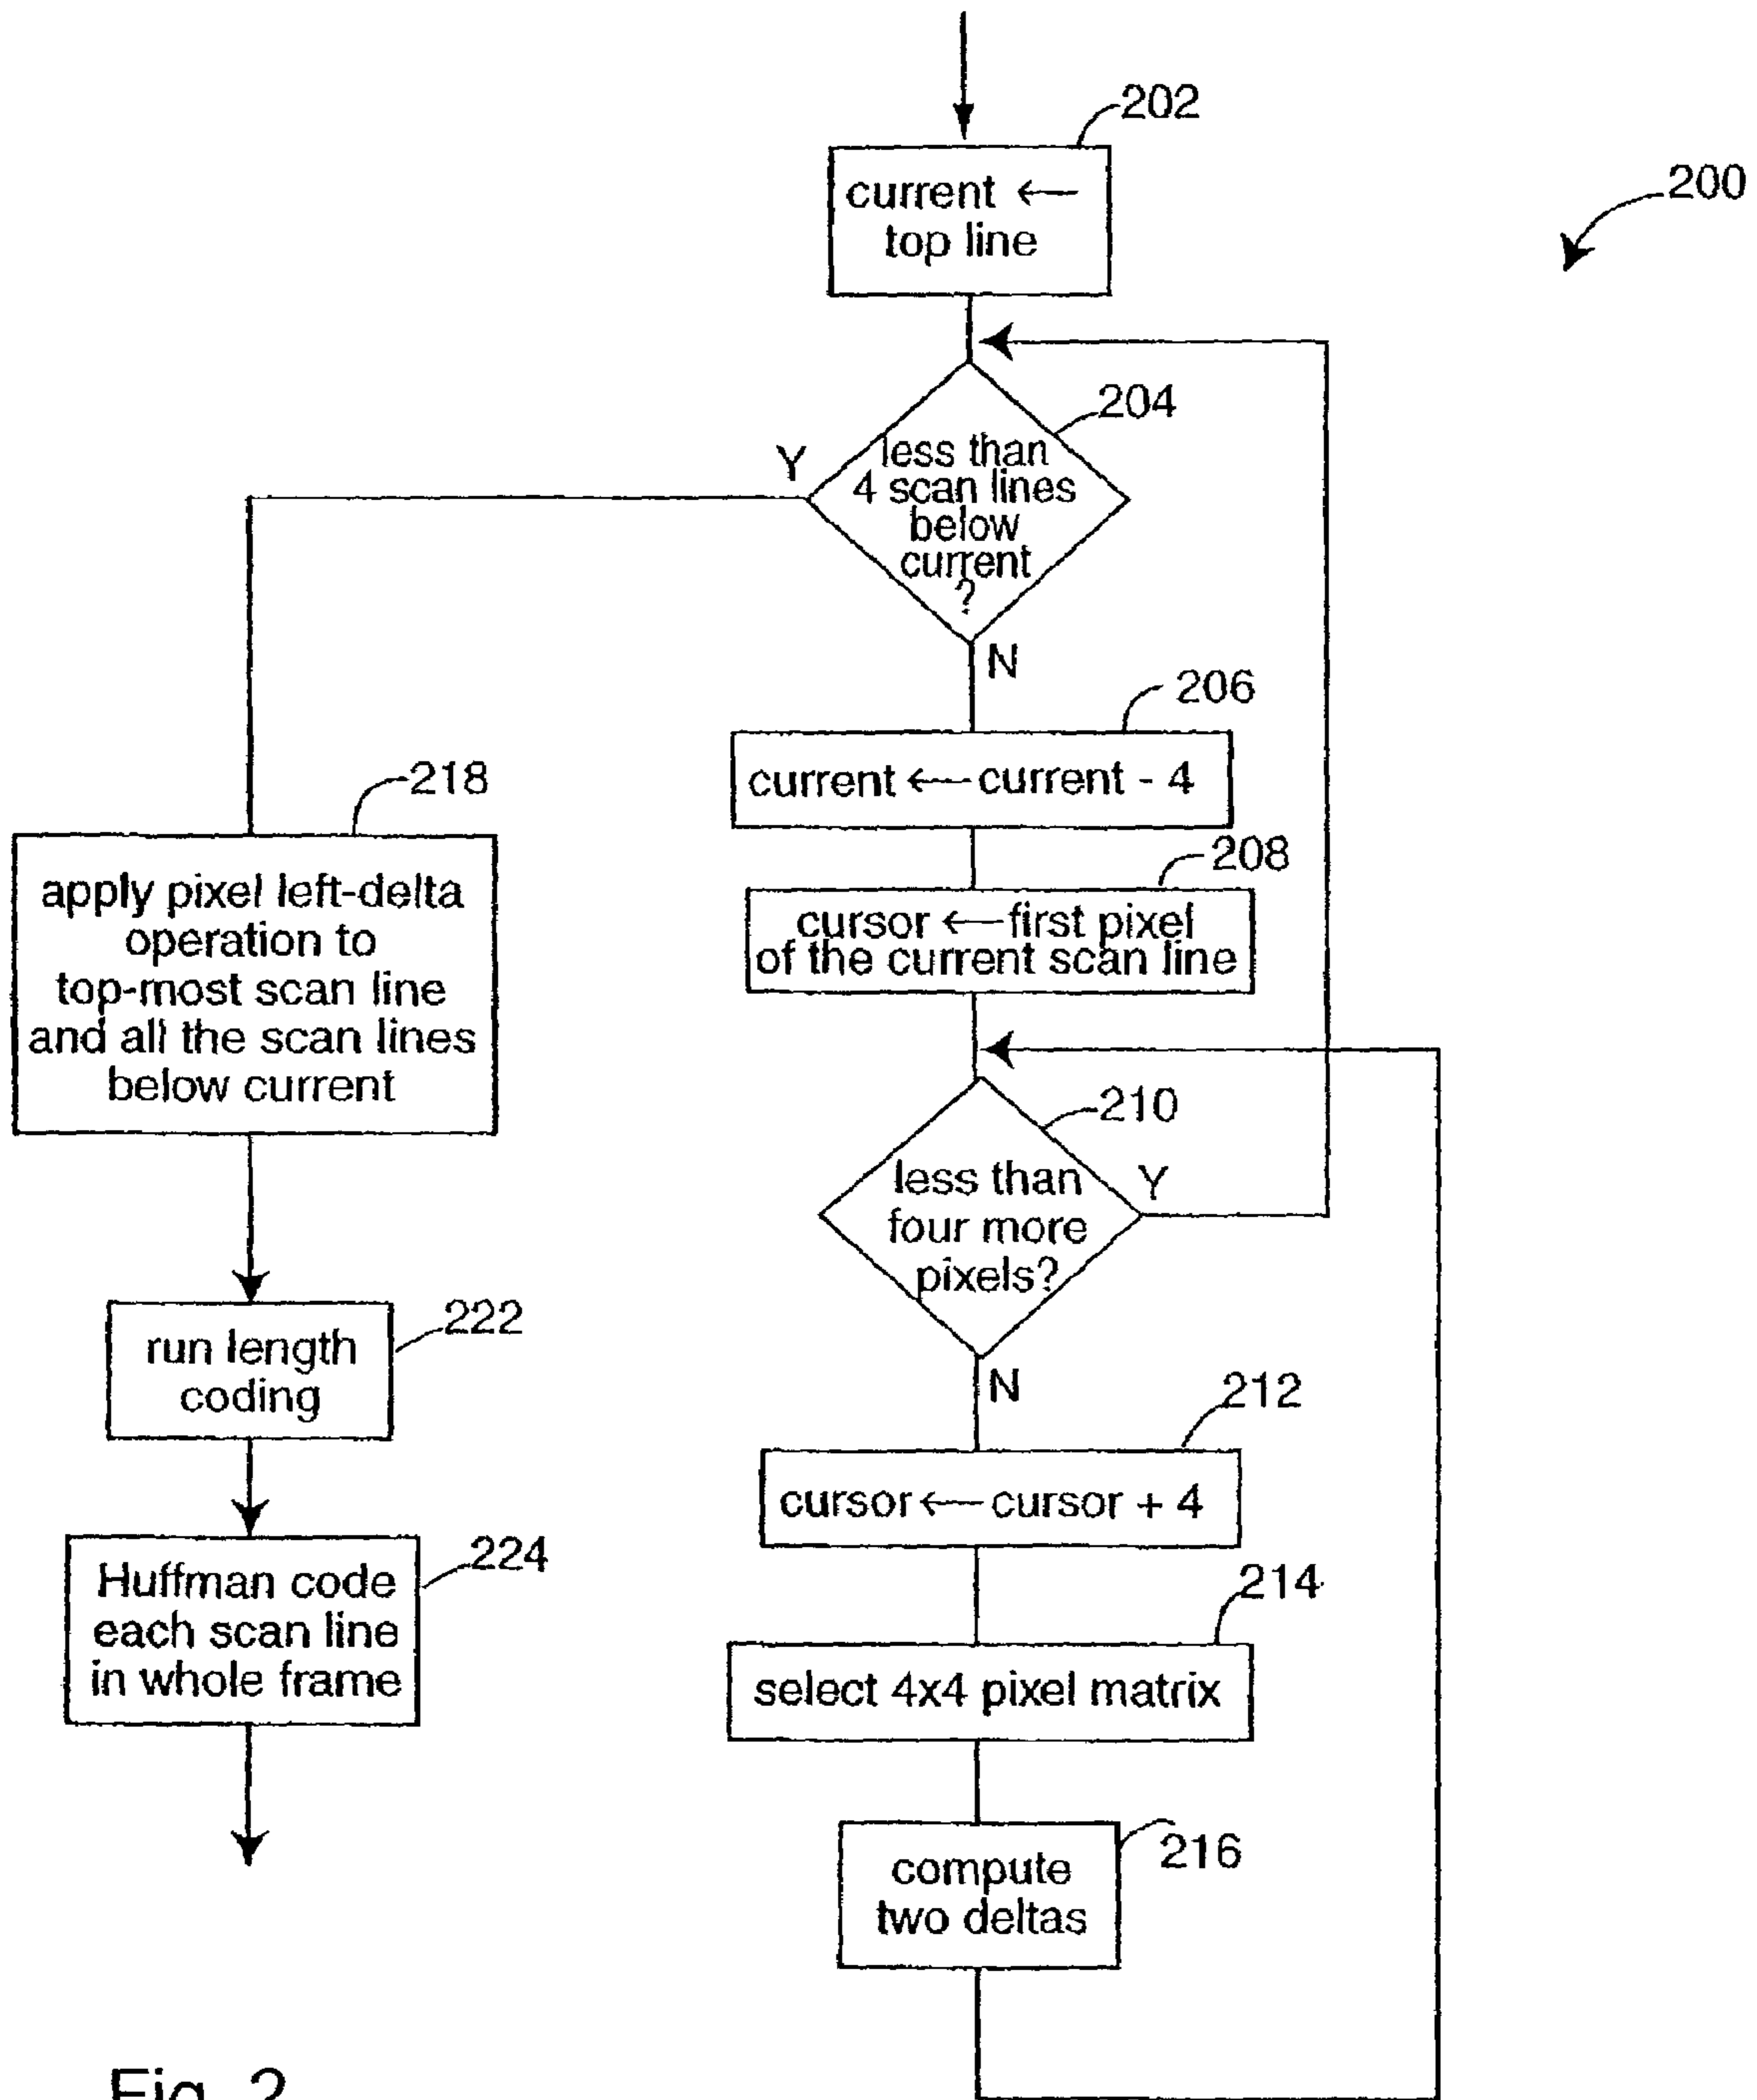 202
current ←
top line
200
204
Y
less than
4 scan lines
below
current
?
N
206
current ← current - 4
208
cursor ← first pixel
of the current scan line
218
apply pixel left-delta
operation to
top-most scan line
and all the scan lines
below current
210
less than
four more
pixels?
Y
N
222
run length
coding
212
cursor ← cursor + 4
224
Huffman code
each scan line
in whole frame
214
select 4x4 pixel matrix
216
compute
two deltas
Fig. 2